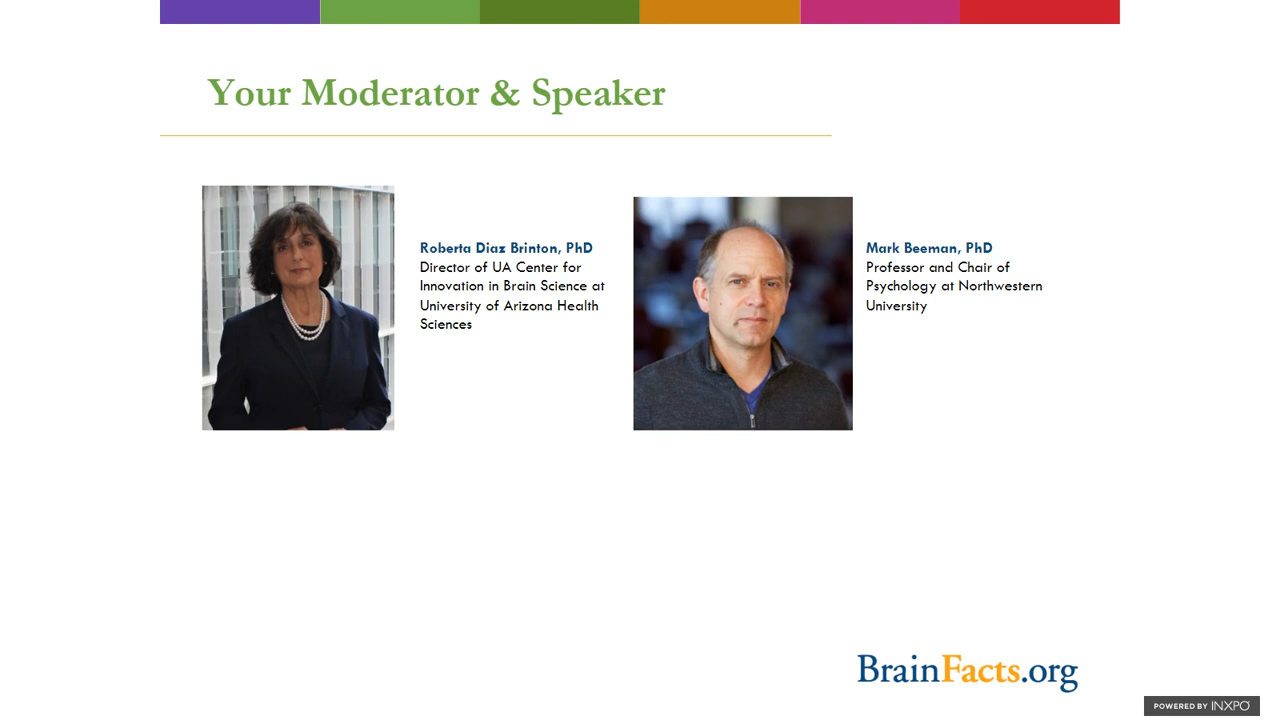 Your Moderator & Speaker
Roberta Diaz Brinton, PhD
Director of UA Center for
Innovation in Brain Science at
University of Arizona Health
Sciences
Mark Beeman, PhD
Professor and Chair of
Psychology at Northwestern
University
BrainFacts.org
POWERED BY INXPO